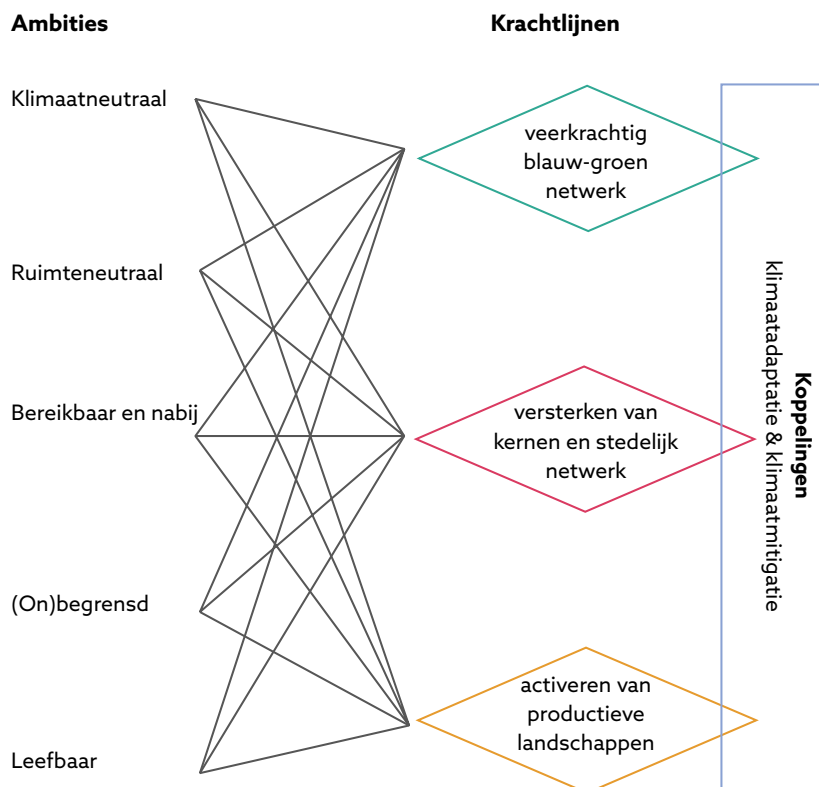 Ambities
Krachtlijnen
Klimaatneutraal
Ruimteneutraal
Bereikbaar en nabij
(On)begrensd
Leefbaar
veerkrachtig
blauw-groen
netwerk
versterken van
kernen en stedelijk
netwerk
activeren van
productieve
landschappen
Koppelingen
klimaatadaptatie & klimaatmitigatie